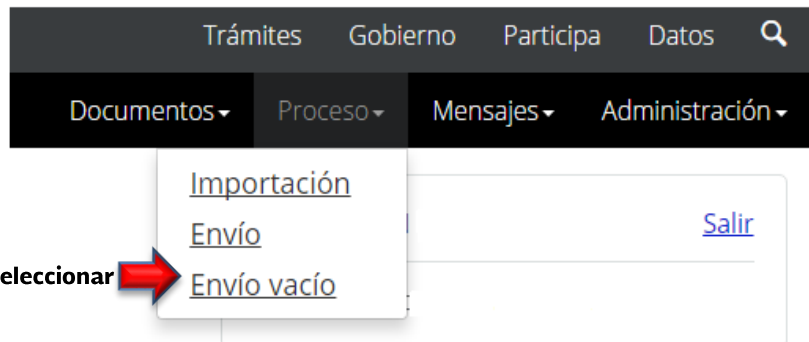 Trámites Gobierno Participa Datos
Documentos Proceso Mensajes Administración
Importación
Envío
Salir
eleccionar Envío vacío